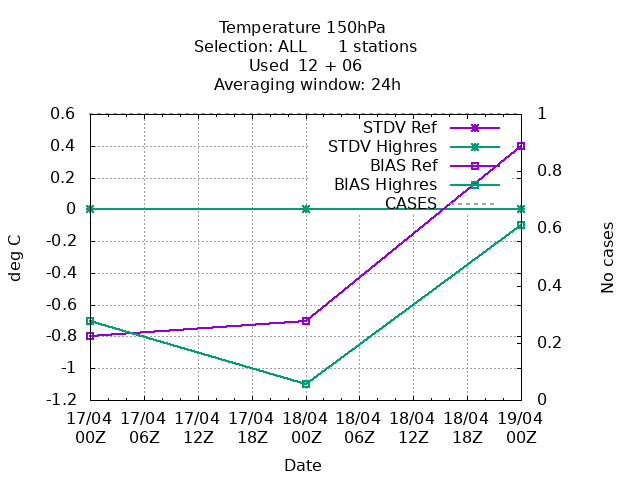 Temperature 150hPa
Selection: ALL      1 stations
Used  12 + 06
Averaging window: 24h
STDV Ref
STDV Highres
BIAS Ref
BIAS Highres
CASES
0.6
0.4
0.2
0
-0.2
-0.4
-0.6
-0.8
-1
-1.2
deg C
1
0.8
0.6
0.4
0.2
0
No cases
17/04 17/04 17/04 17/04 18/04 18/04 18/04 18/04 19/04
00Z 06Z 12Z 18Z 00Z 06Z 12Z 18Z 00Z
Date